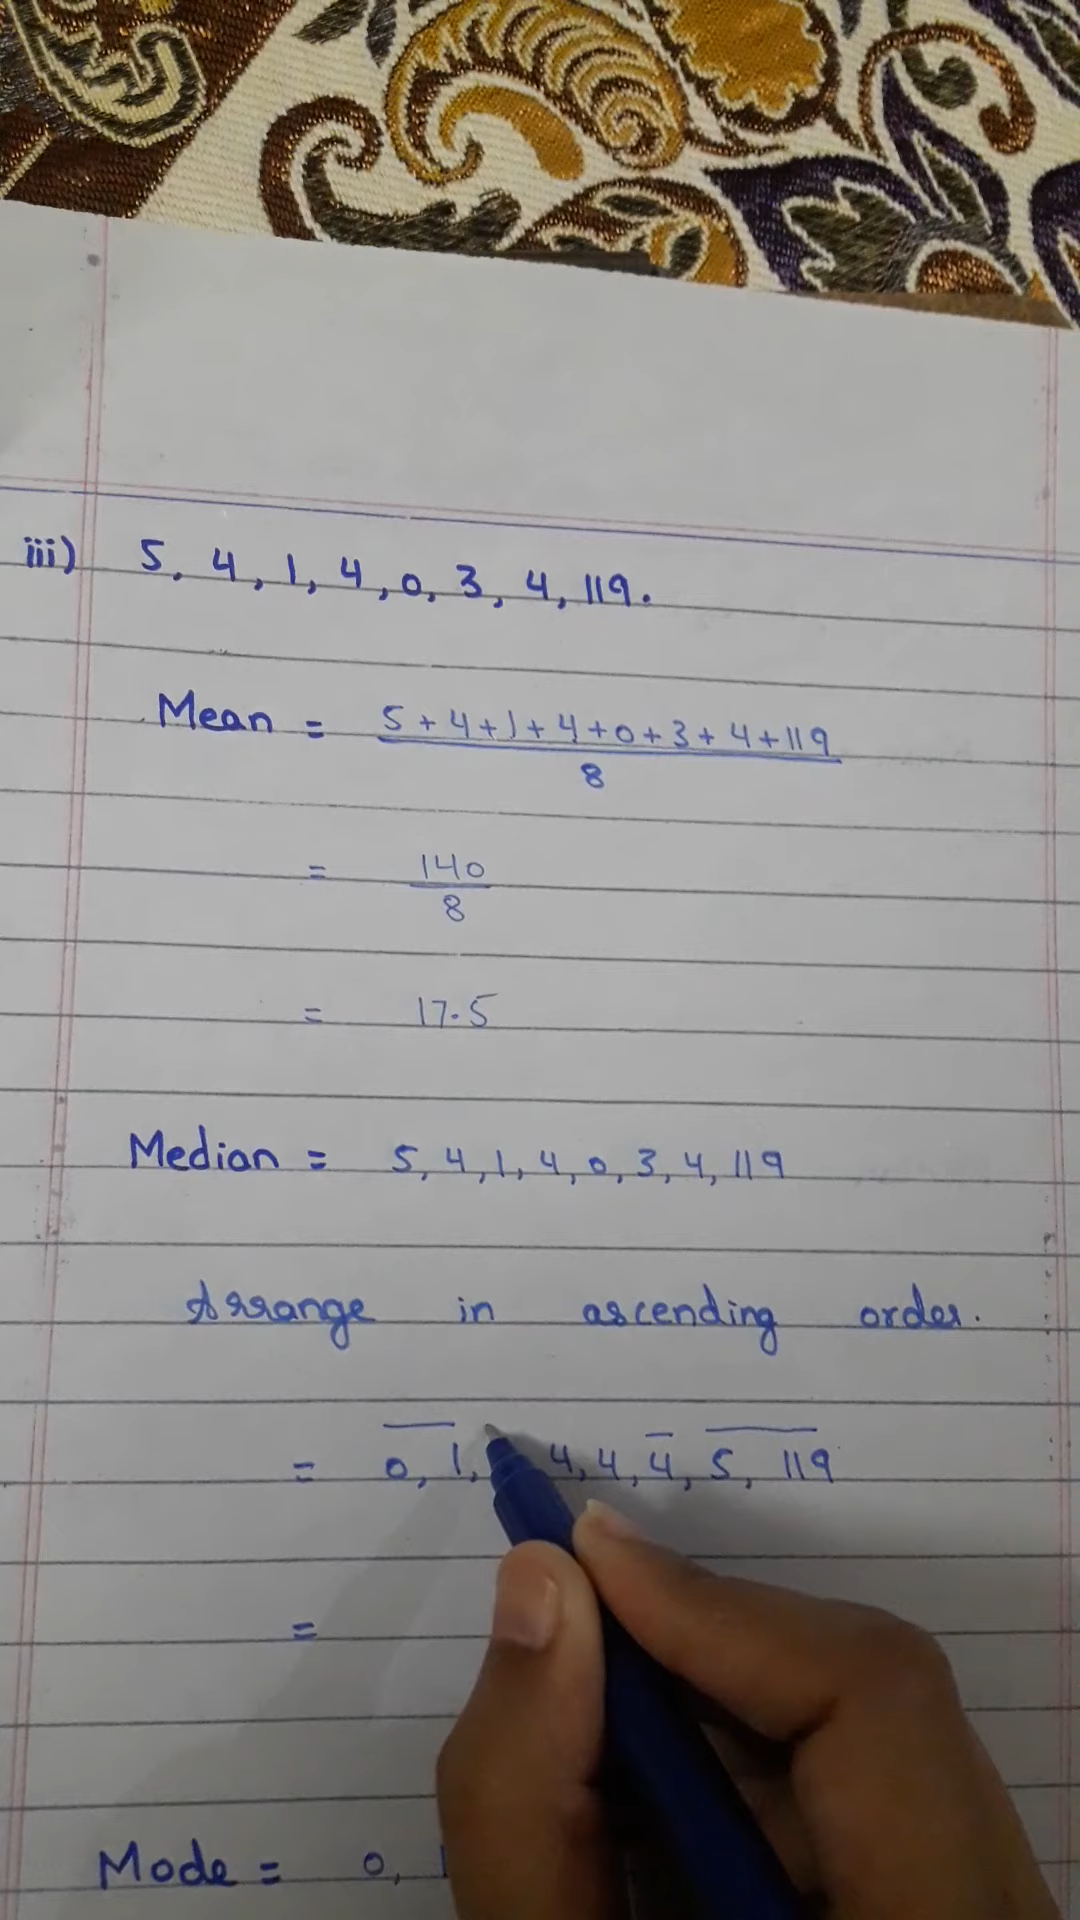 iii) 5, 4, 1, 4, 0, 3, 4, 119.
Mean = 5+4+1+4+0+3+4+119
8
= 140
8
= 17.5
Median = 5, 4, 1, 4, 0, 3, 4, 119
Arrange in ascending order.
= 0, 1, 4, 4, 4, 5, 119
=
Mode = 0, 1